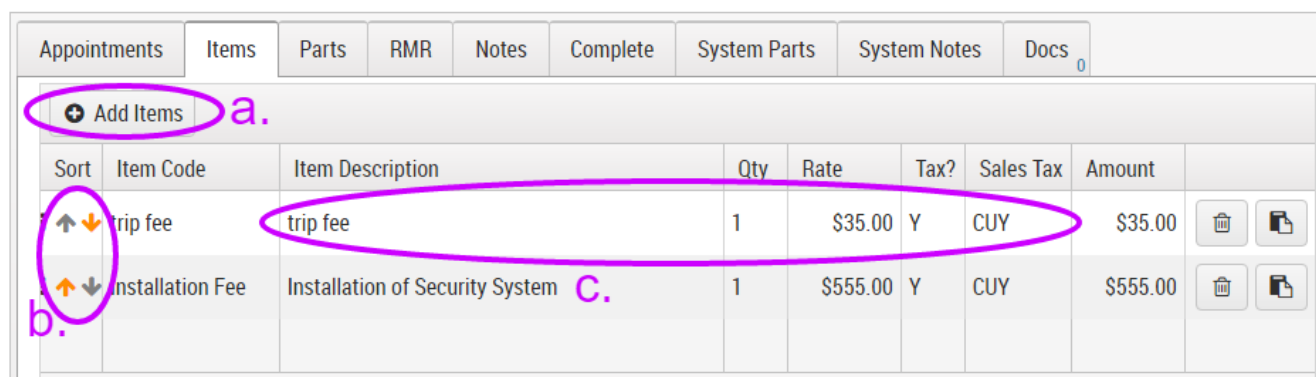 Appointments Items Parts RMR Notes Complete System Parts System Notes Docs 0
Add Items a.
Sort Item Code Item Description Qty Rate Tax? Sales Tax Amount
trip fee trip fee 1 $35.00 Y CUY $35.00
Installation Fee Installation of Security System c. 1 $555.00 Y CUY $555.00
b.